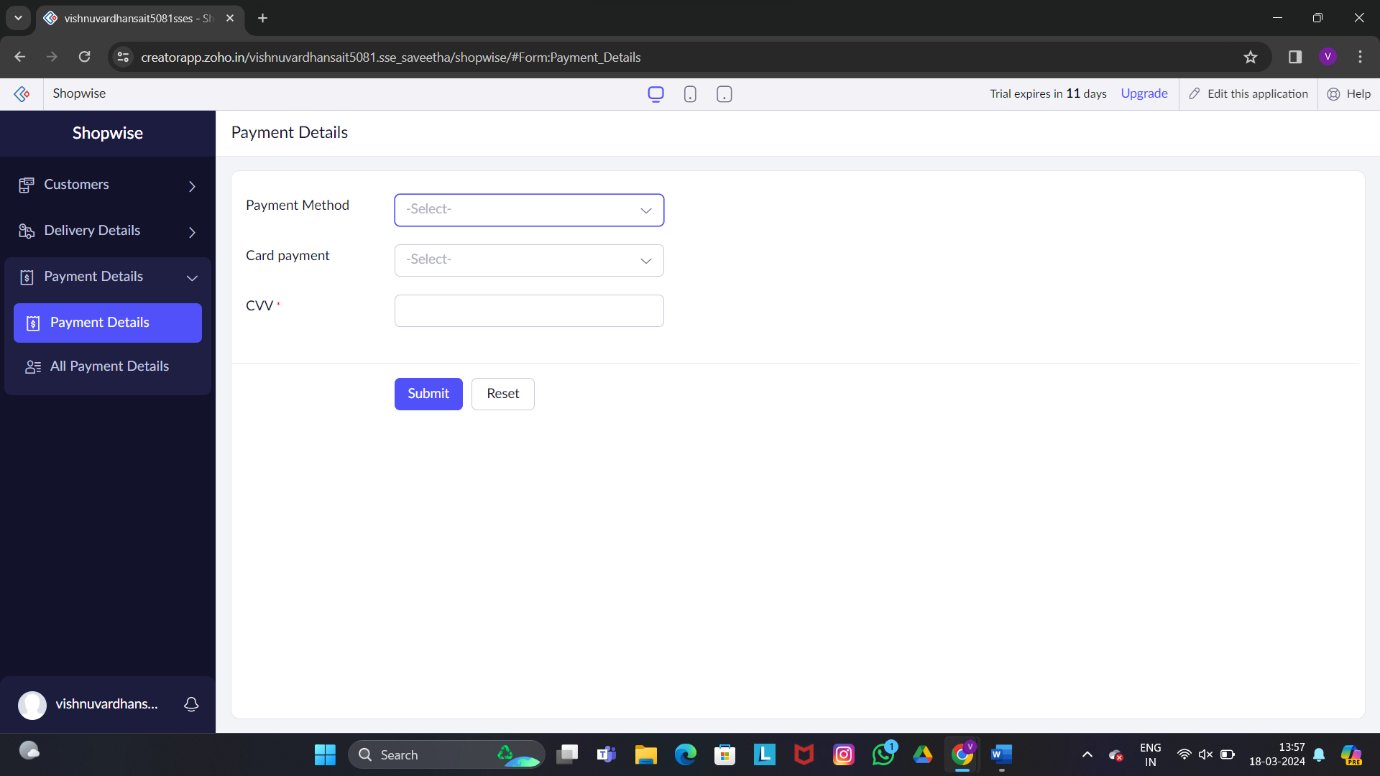 vishnuvardhansait5081sses - Sh
creatorapp.zoho.in/vishnuvardhansait5081.sse_saveetha/shopwise/#Form:Payment_Details
V
Shopwise
Trial expires in 11 days
Upgrade
Edit this application
Help
Shopwise
Payment Details
Customers
Delivery Details
Payment Details
Payment Details
All Payment Details
Payment Method
-Select-
Card payment
-Select-
CVV *
Submit
Reset
vishnuvardhans...
Search
T
L
1
V
W
ENG
IN
13:57
18-03-2024
PRE